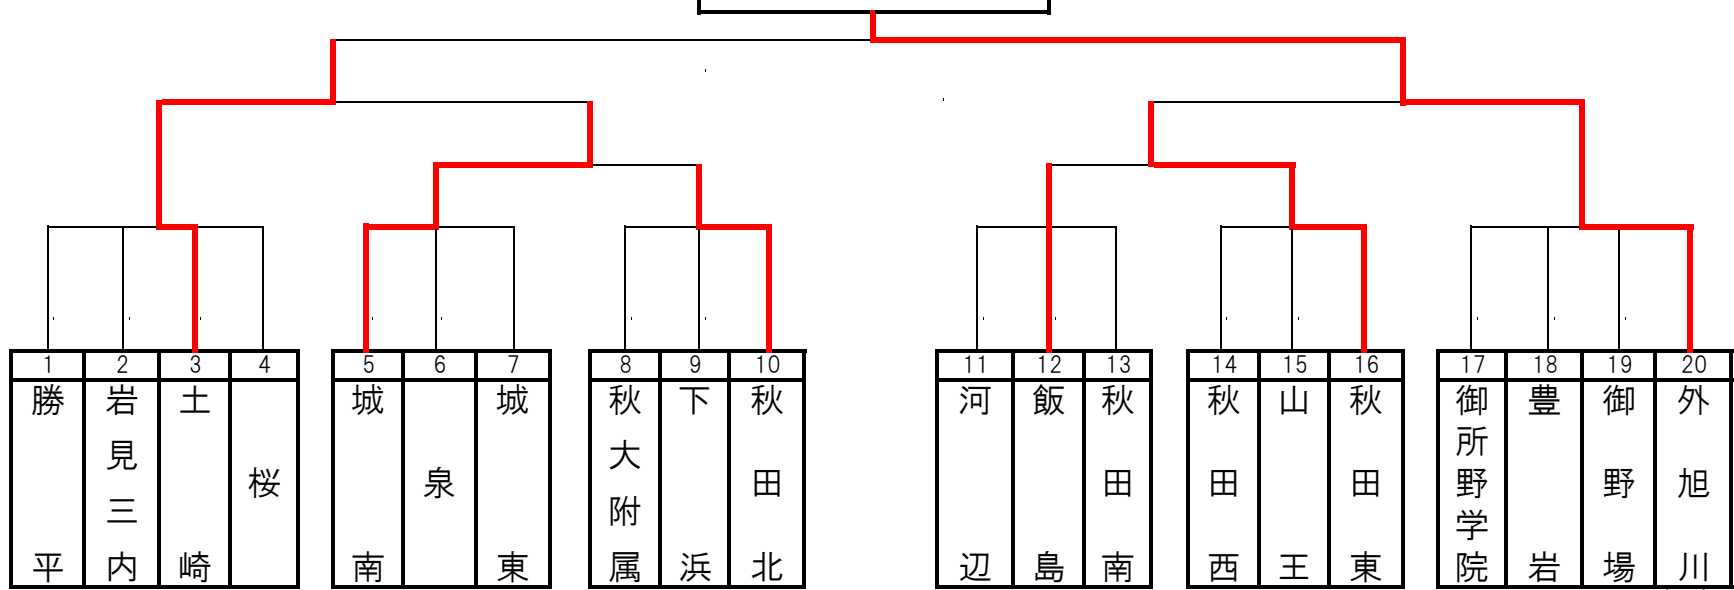 1 2 3 4 5 6 7 8 9 10 11 12 13 14 15 16 17 18 19 20
勝平
岩見三内
土崎
桜
城南
泉
城東
秋大附属
下浜
秋田北
河辺
飯島
秋田南
秋田西
山王
秋田東
御所野学院
豊岩
御野場
外旭川